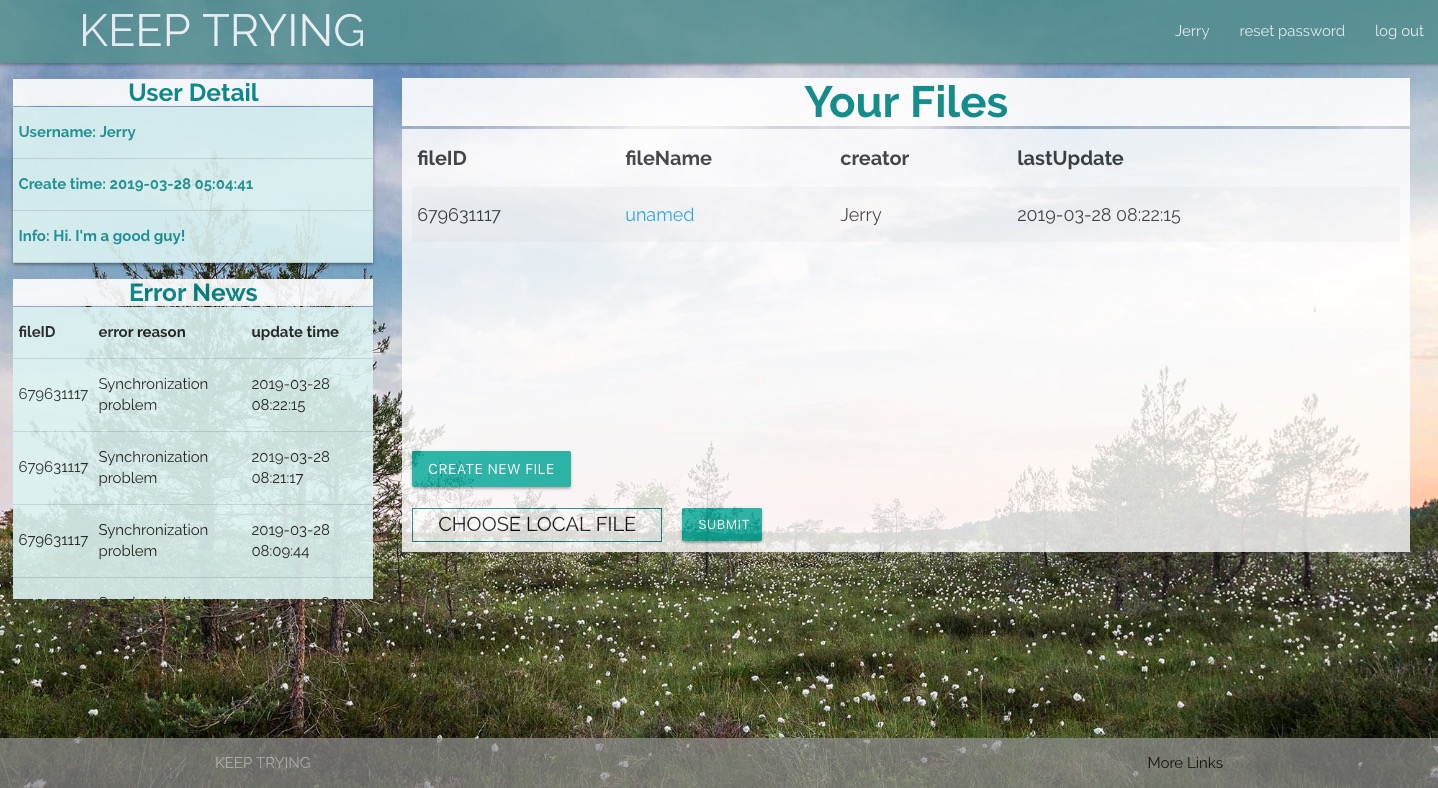 KEEP TRYING
Jerry reset password log out
User Detail
Username: Jerry
Create time: 2019-03-28 05:04:41
Info: Hi. I'm a good guy!
Error News
fileID error reason update time
679631117 Synchronization problem 2019-03-28 08:22:15
679631117 Synchronization problem 2019-03-28 08:21:17
679631117 Synchronization problem 2019-03-28 08:09:44
Your Files
fileID fileName creator lastUpdate
679631117 unamed Jerry 2019-03-28 08:22:15
CREATE NEW FILE
CHOOSE LOCAL FILE SUBMIT
KEEP TRYING More Links